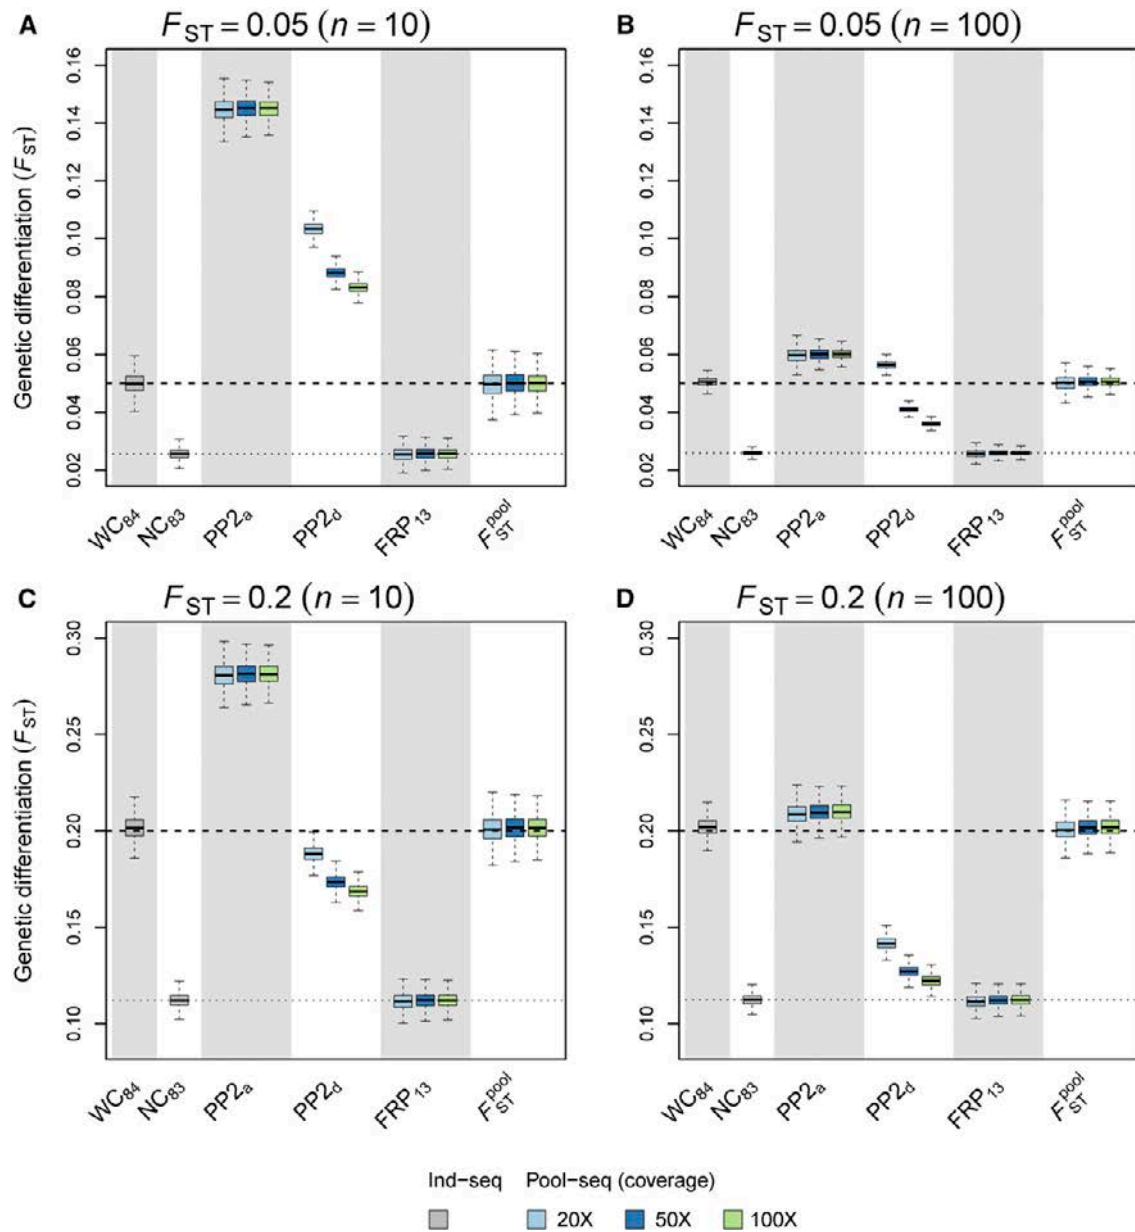 A
F_ST = 0.05 (n = 10)
B
F_ST = 0.05 (n = 100)
Genetic differentiation (F_ST)
0.16
0.14
0.12
0.10
0.08
0.06
0.04
0.02
0.16
0.14
0.12
0.10
0.08
0.06
0.04
0.02
WC84 NC83 PP2a PP2d FRP13 F_ST^pool
WC84 NC83 PP2a PP2d FRP13 F_ST^pool
C
F_ST = 0.2 (n = 10)
D
F_ST = 0.2 (n = 100)
Genetic differentiation (F_ST)
0.30
0.25
0.20
0.15
0.10
0.30
0.25
0.20
0.15
0.10
WC84 NC83 PP2a PP2d FRP13 F_ST^pool
WC84 NC83 PP2a PP2d FRP13 F_ST^pool
Ind−seq Pool−seq (coverage)
20X 50X 100X